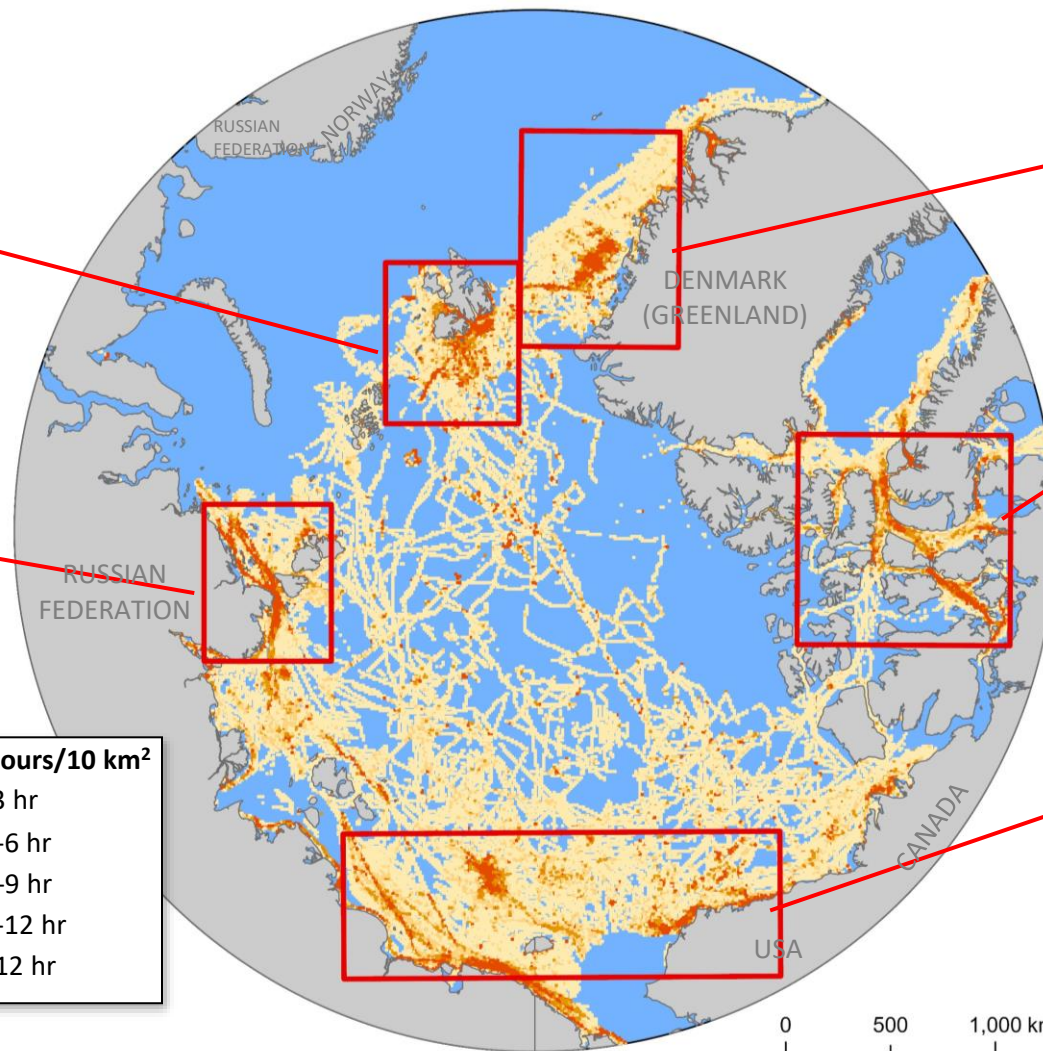 RUSSIAN
FEDERATION
NORWAY
DENMARK
(GREENLAND)
RUSSIAN
FEDERATION
ours/10 km²
3 hr
-6 hr
-9 hr
-12 hr
12 hr
CANADA
USA
0 500 1,000 km